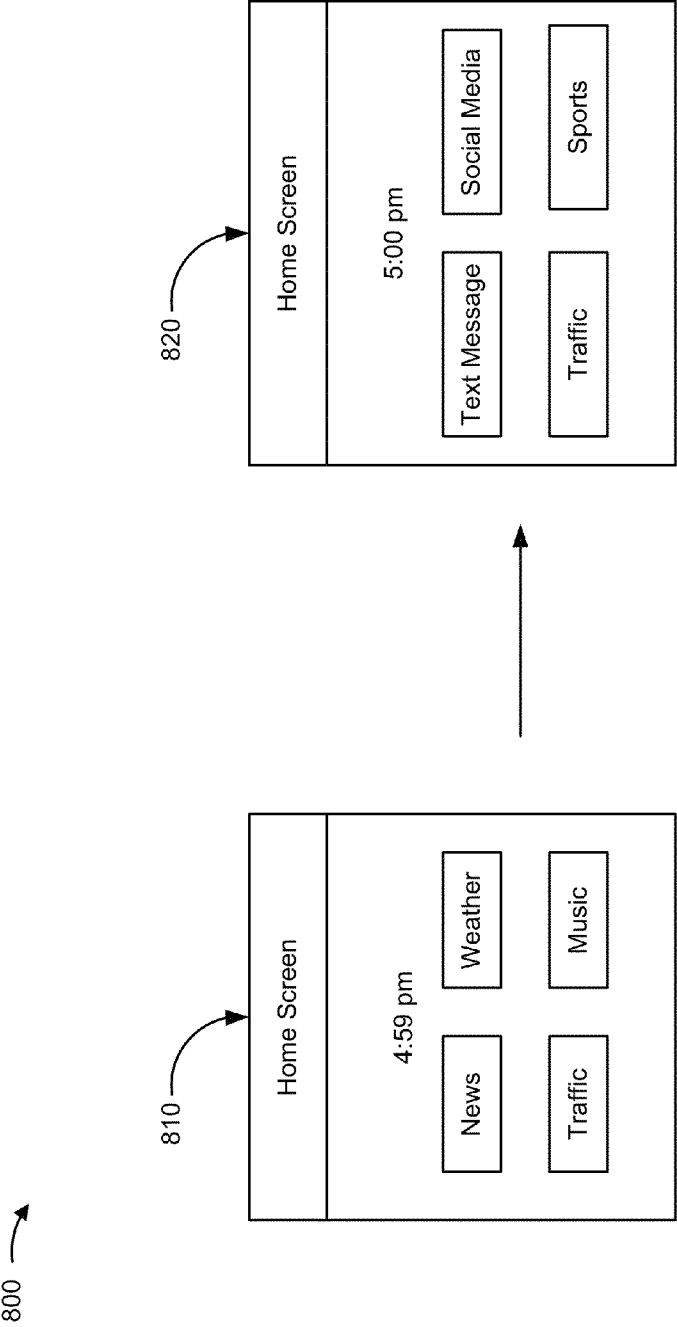 800
810
Home Screen
4:59 pm
News
Weather
Traffic
Music
820
Home Screen
5:00 pm
Text Message
Social Media
Traffic
Sports